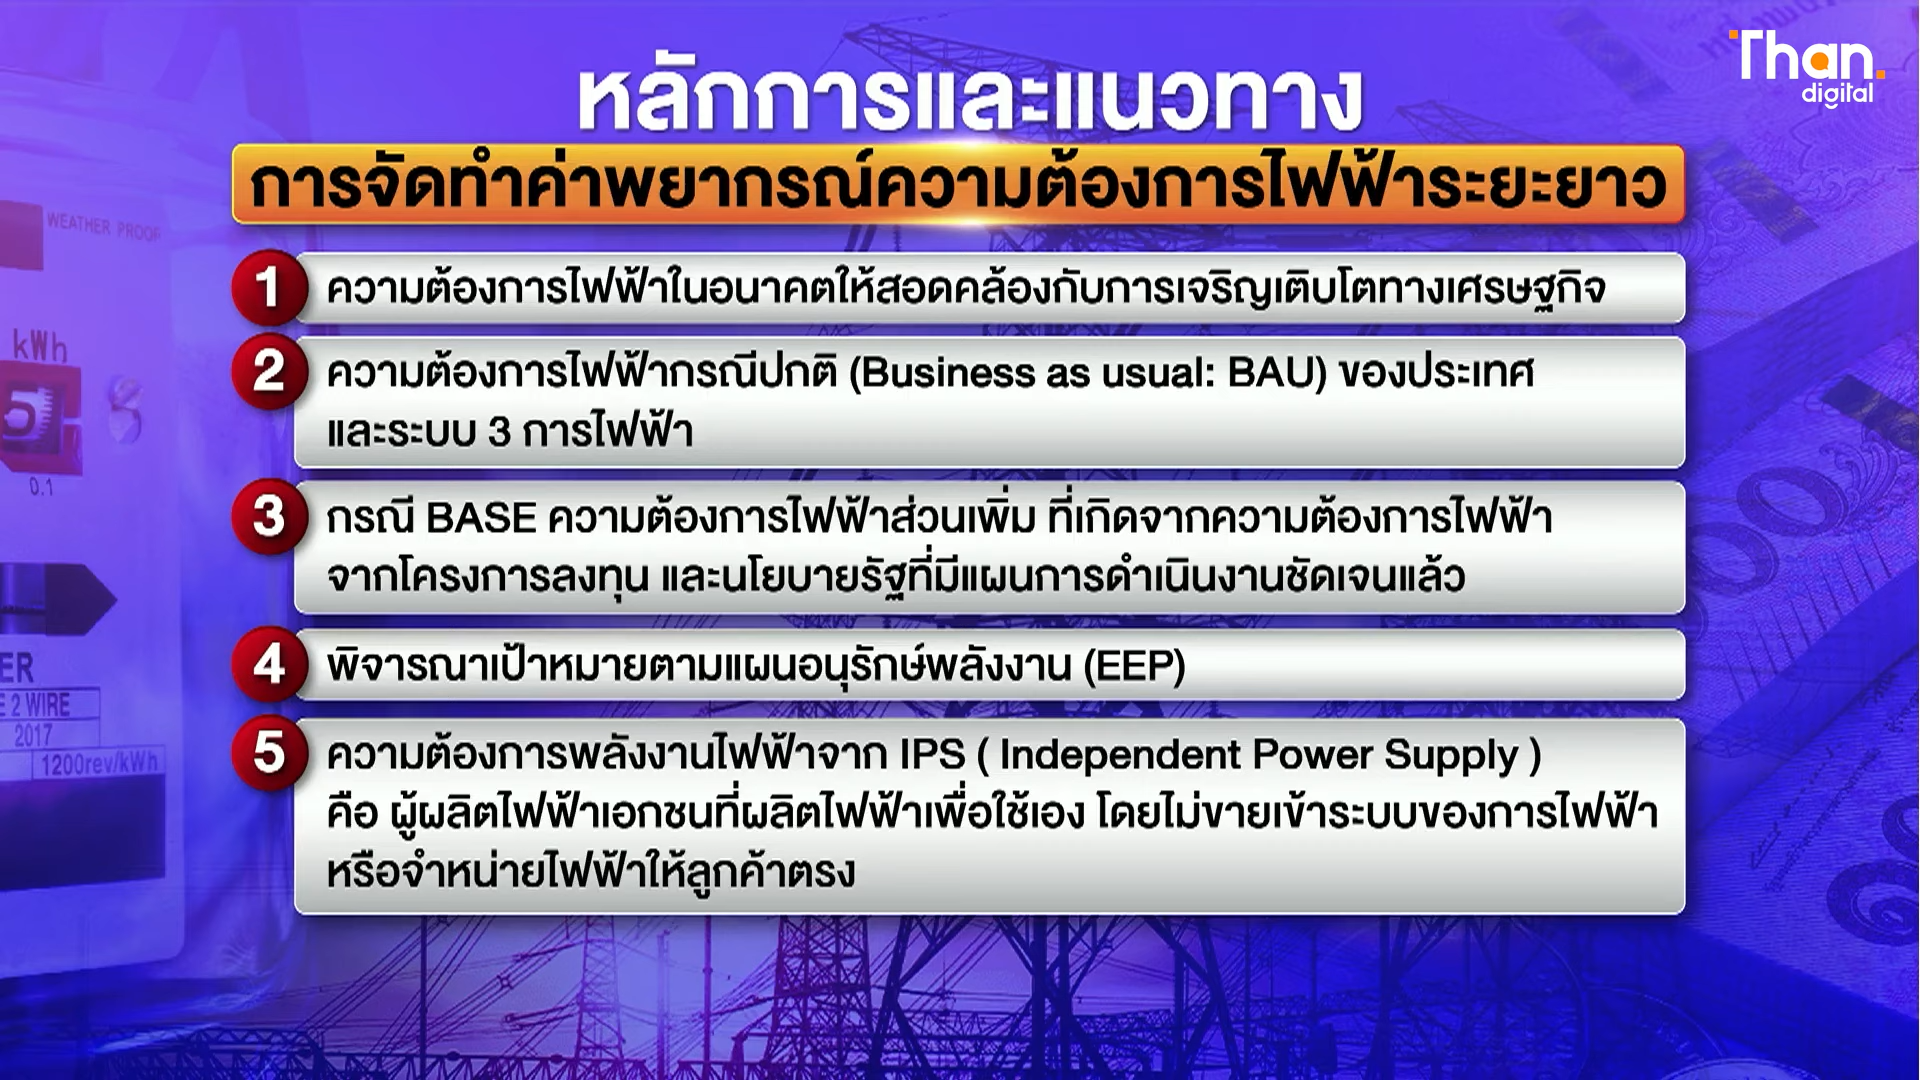 Than.
digital
หลักการและแนวทาง
การจัดทำค่าพยากรณ์ความต้องการไฟฟ้าระยะยาว
1 ความต้องการไฟฟ้าในอนาคตให้สอดคล้องกับการเจริญเติบโตทางเศรษฐกิจ
2 ความต้องการไฟฟ้ากรณีปกติ (Business as usual: BAU) ของประเทศ
และระบบ 3 การไฟฟ้า
3 กรณี BASE ความต้องการไฟฟ้าส่วนเพิ่ม ที่เกิดจากความต้องการไฟฟ้า
จากโครงการลงทุน และนโยบายรัฐที่มีแผนการดำเนินงานชัดเจนแล้ว
4 พิจารณาเป้าหมายตามแผนอนุรักษ์พลังงาน (EEP)
5 ความต้องการพลังงานไฟฟ้าจาก IPS ( Independent Power Supply )
คือ ผู้ผลิตไฟฟ้าเอกชนที่ผลิตไฟฟ้าเพื่อใช้เอง โดยไม่ขายเข้าระบบของการไฟฟ้า
หรือจำหน่ายไฟฟ้าให้ลูกค้าตรง
WEATHER PROOF
kWh
5
0.1
ER
E 2 WIRE
2017
1200rev/kWh